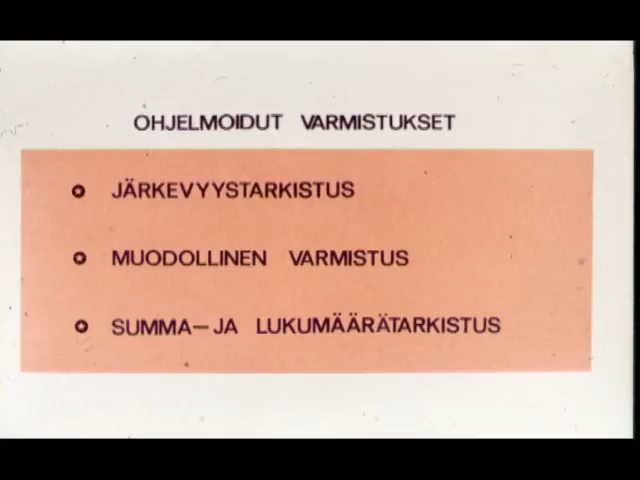 OHJELMOIDUT VARMISTUKSET
JÄRKEVYYSTARKISTUS
MUODOLLINEN VARMISTUS
SUMMA-JA LUKUMÄÄRÄTARKISTUS